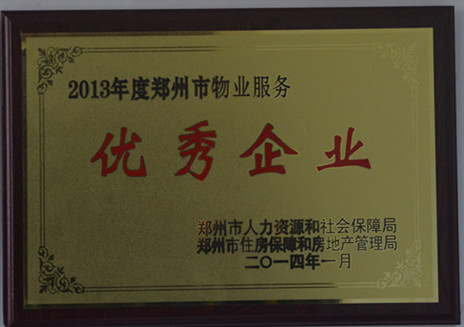 2013年度郑州市物业服务
优秀企业
郑州市人力资源和社会保障局
郑州市住房保障和房地产管理局
二〇一四年一月